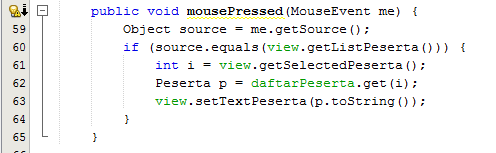 public void mousePressed(MouseEvent me) {
59 Object source = me.getSource();
60 if (source.equals(view.getListPeserta())) {
61 int i = view.getSelectedPeserta();
62 Peserta p = daftarPeserta.get(i);
63 view.setTextPeserta(p.toString());
64 }
65 }